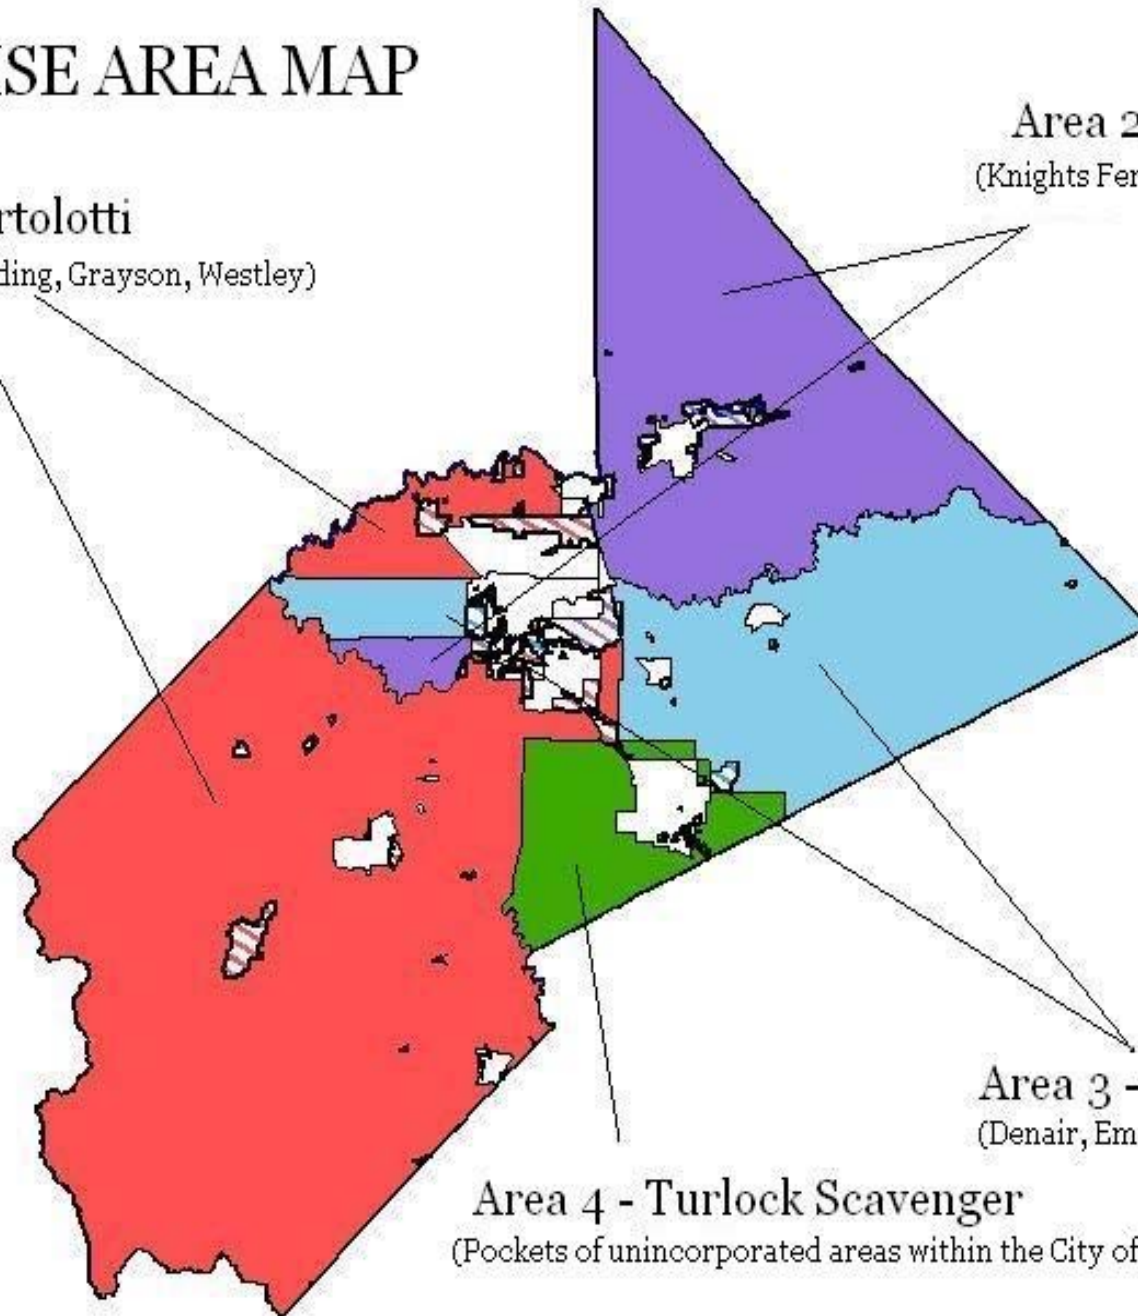 SE AREA MAP
Area 2
(Knights Fer
rtolotti
ding, Grayson, Westley)
Area 3 -
(Denair, Em
Area 4 - Turlock Scavenger
(Pockets of unincorporated areas within the City of